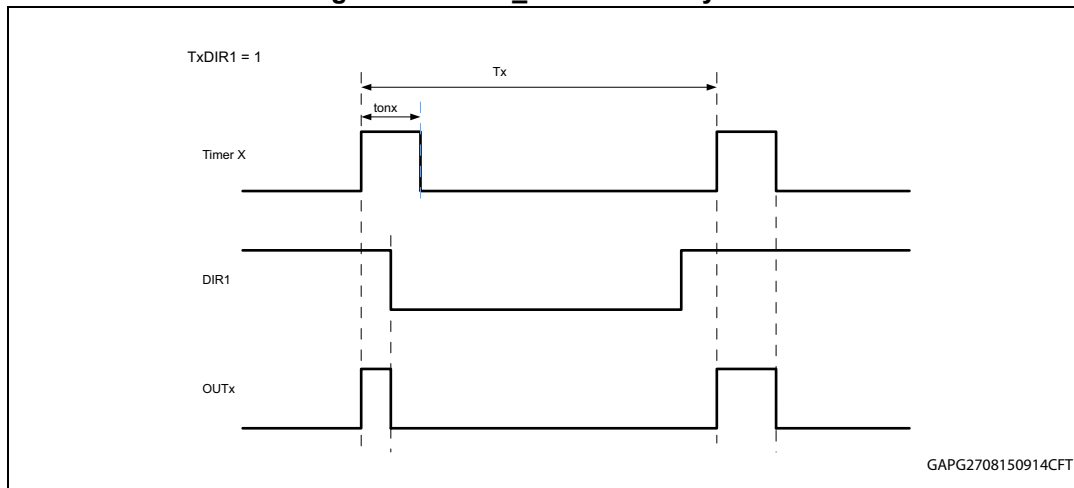 TxDIR1 = 1
Tx
tonx
Timer X
DIR1
OUTx
GAPG2708150914CFT